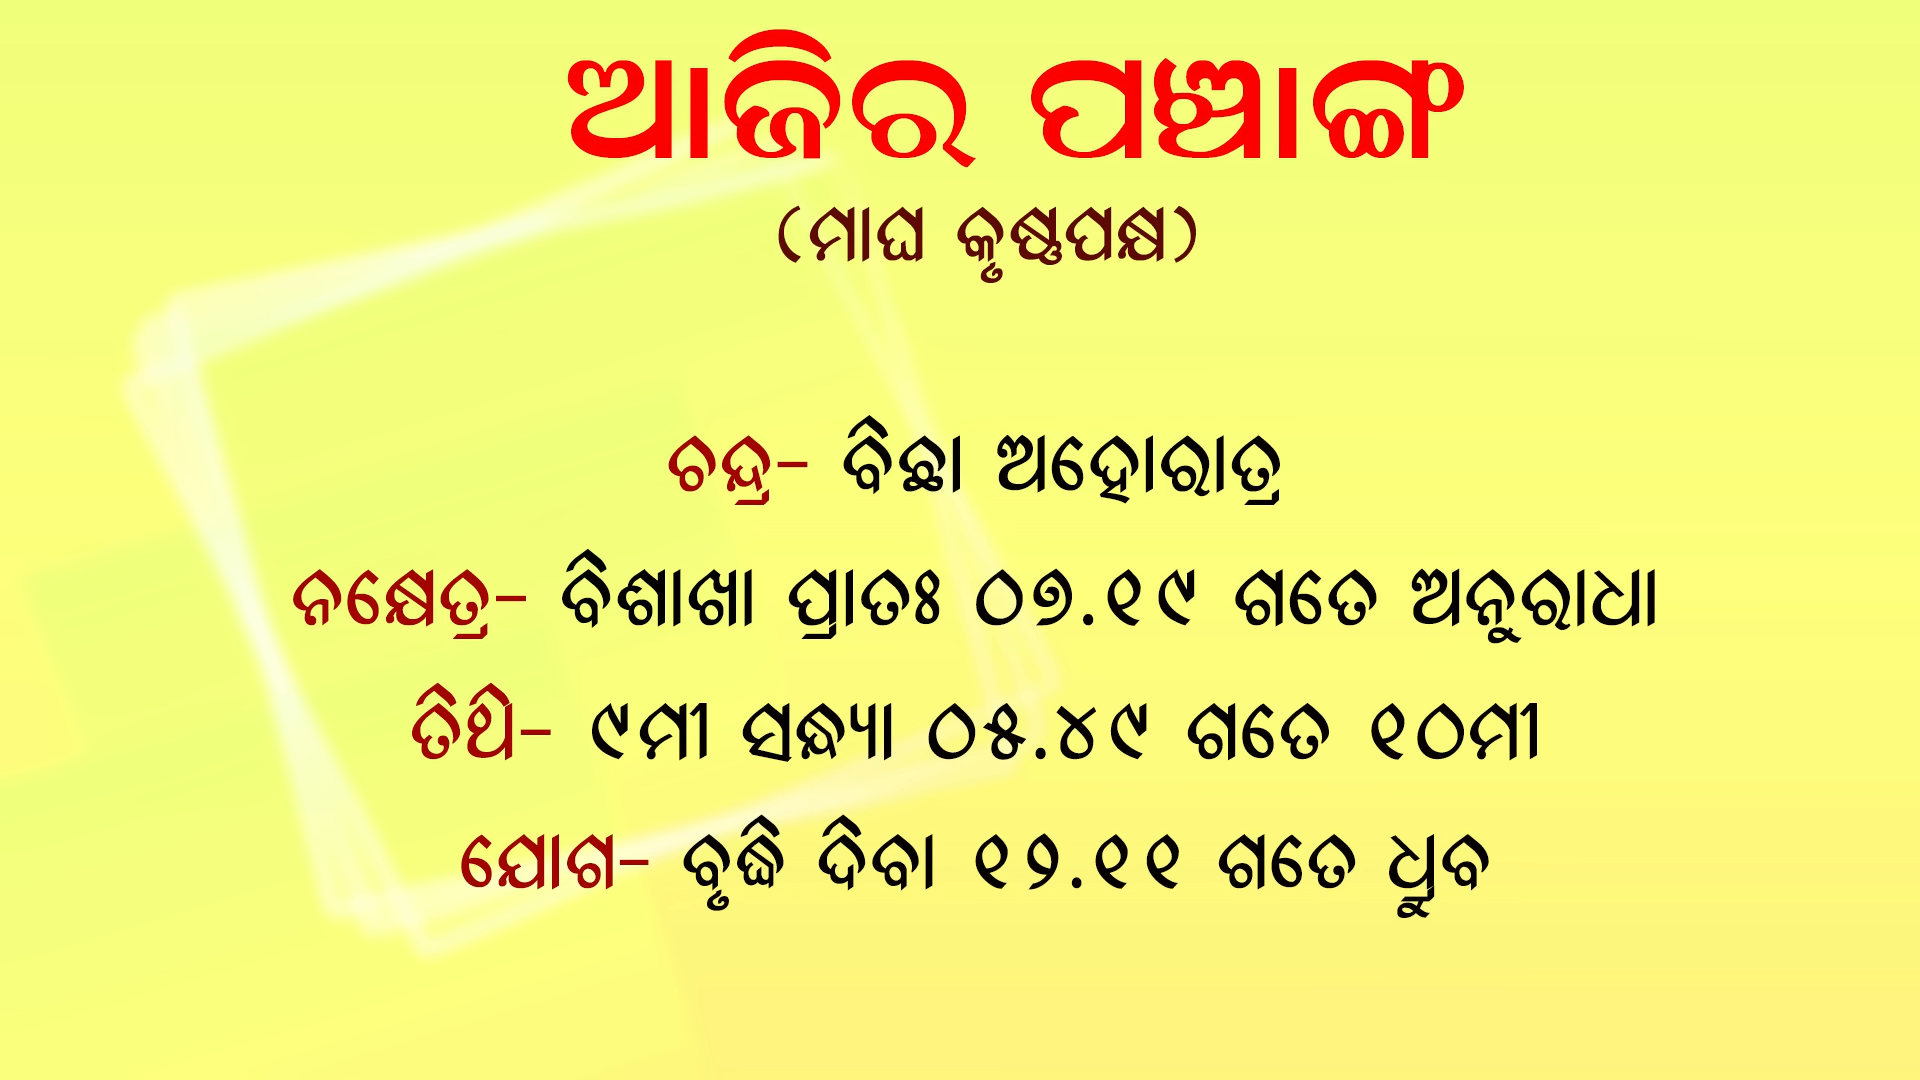 ଆଜିର ପଞ୍ଚାଙ୍ଗ
(ମାଘ କୃଷ୍ଣପକ୍ଷ)
ଚନ୍ଦ୍ର- ବିଛା ଅହୋରାତ୍ର
ନକ୍ଷେତ୍ର- ବିଶାଖା ପ୍ରାତଃ ୦୭.୧୯ ଗତେ ଅନୁରାଧା
ତିଥି- ୯ମୀ ସନ୍ଧ୍ୟା ୦୫.୪୯ ଗତେ ୧୦ମୀ
ଯୋଗ- ବୃଦ୍ଧି ଦିବା ୧୨.୧୧ ଗତେ ଧ୍ରୁବ